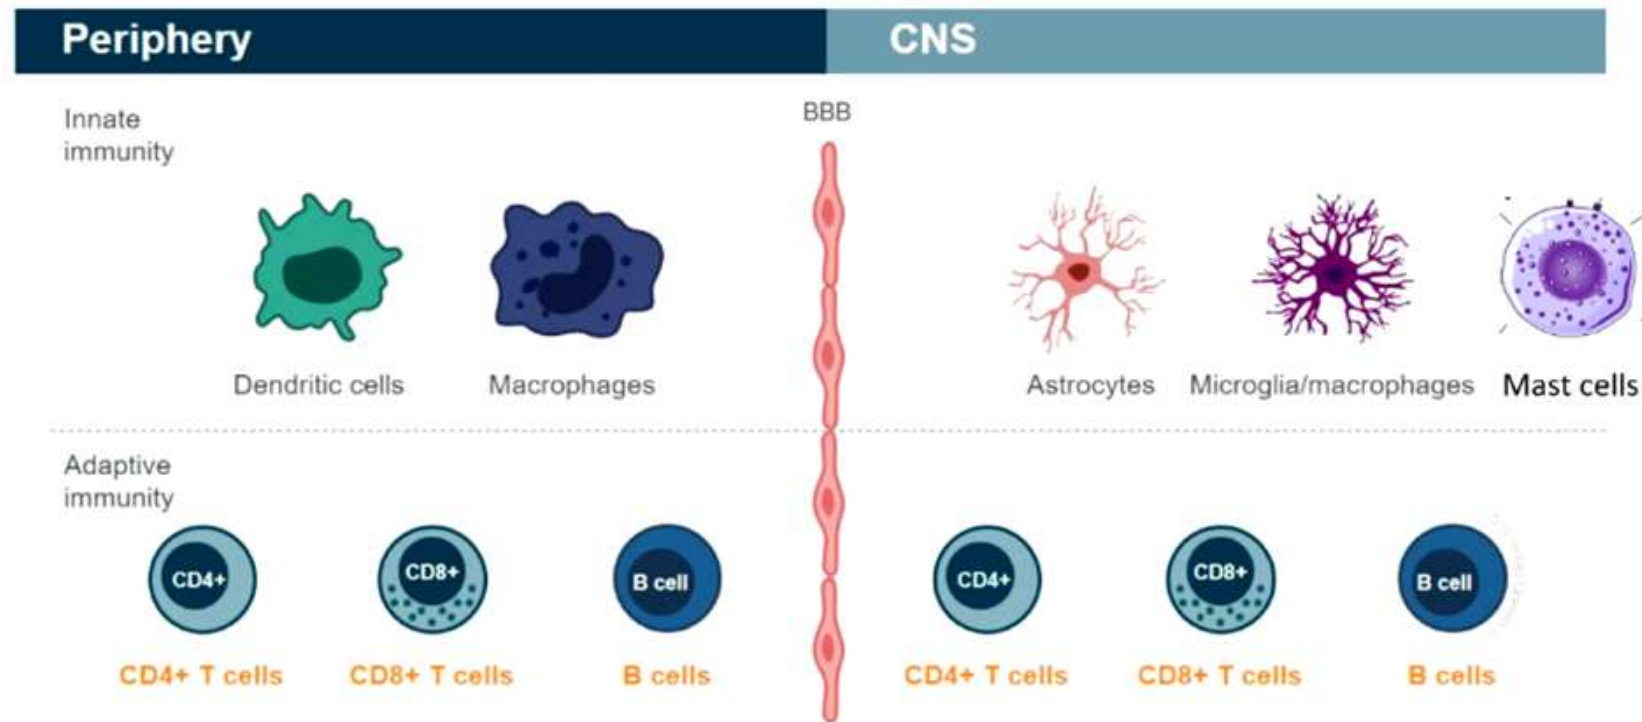 Periphery
CNS
Innate
immunity
BBB
Dendritic cells
Macrophages
Astrocytes
Microglia/macrophages
Mast cells
Adaptive
immunity
CD4+
CD8+
B cell
CD4+
CD8+
B cell
CD4+ T cells
CD8+ T cells
B cells
CD4+ T cells
CD8+ T cells
B cells